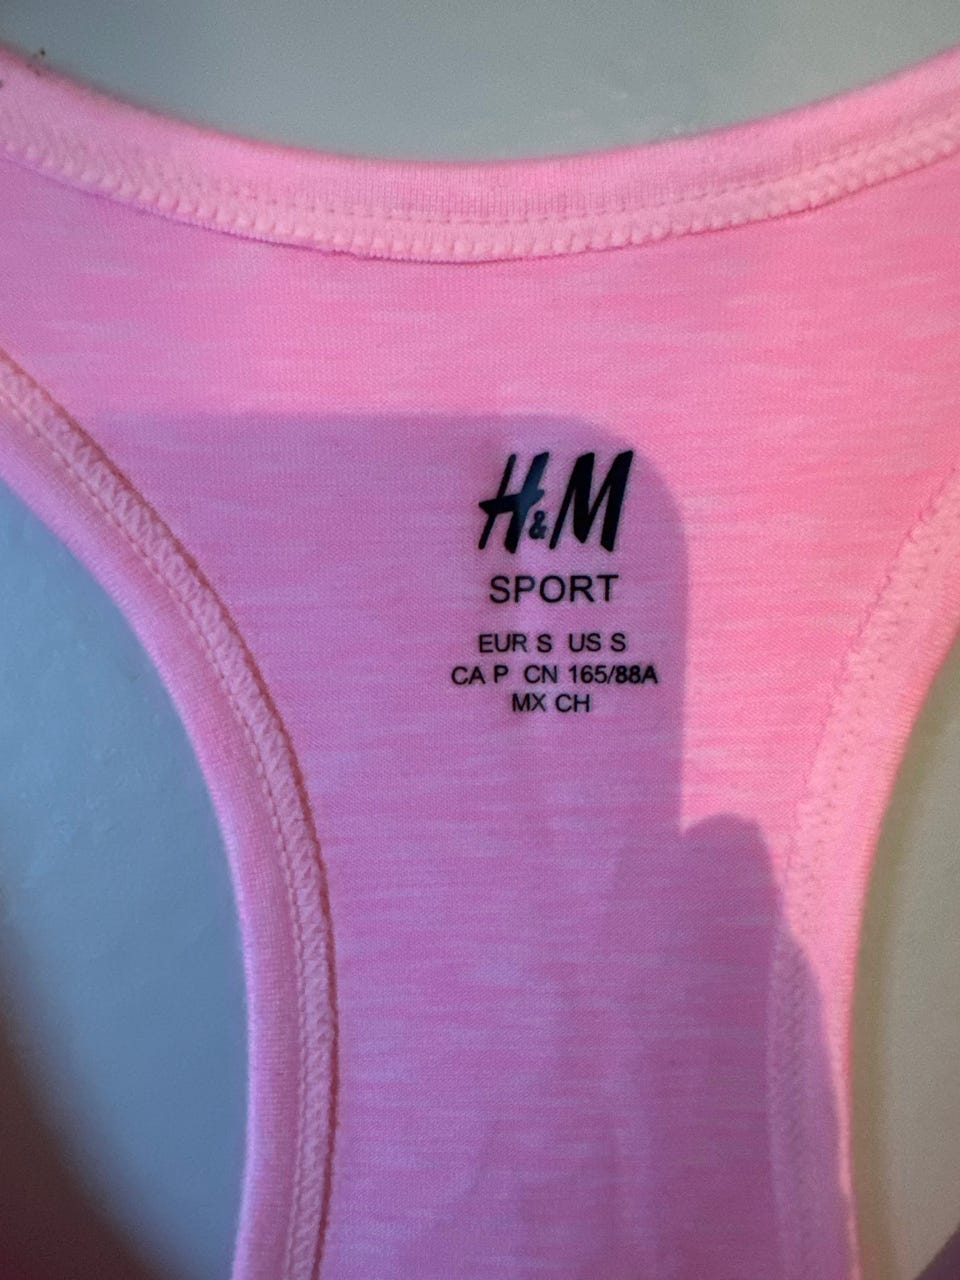 H&M
SPORT
EUR S US S
CA P CN 165/88A
MX CH